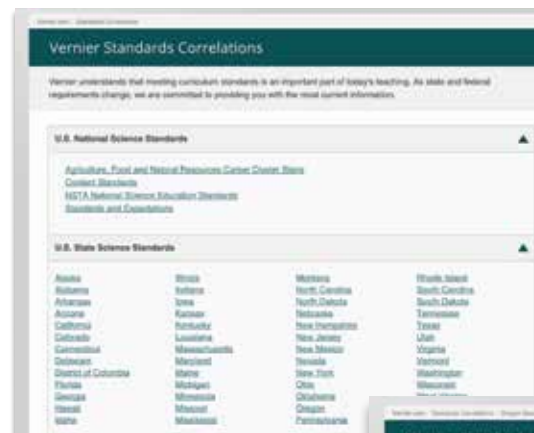 Vernier Standards Correlations
Vernier understands that meeting curriculum standards is an important part of today's teaching. As state and federal
requirements change, we are committed to providing you with the most current information.
U.S. National Science Standards
Agriculture, Food and Natural Resources Career Cluster
Content Standards
NSTA National Science Education Standards
Standards and Expectations
U.S. State Science Standards
Alaska Illinois Montana Rhode Island
Alabama Indiana North Carolina South Carolina
Arkansas Iowa North Dakota South Dakota
Arizona Kansas Nebraska Tennessee
California Kentucky New Hampshire Texas
Colorado Louisiana New Jersey Utah
Connecticut Massachusetts New Mexico Virginia
Delaware Maryland Nevada Vermont
District of Columbia Maine New York Washington
Florida Michigan Ohio Wisconsin
Georgia Minnesota Oklahoma West Virginia
Hawaii Missouri Oregon
Idaho Mississippi Pennsylvania